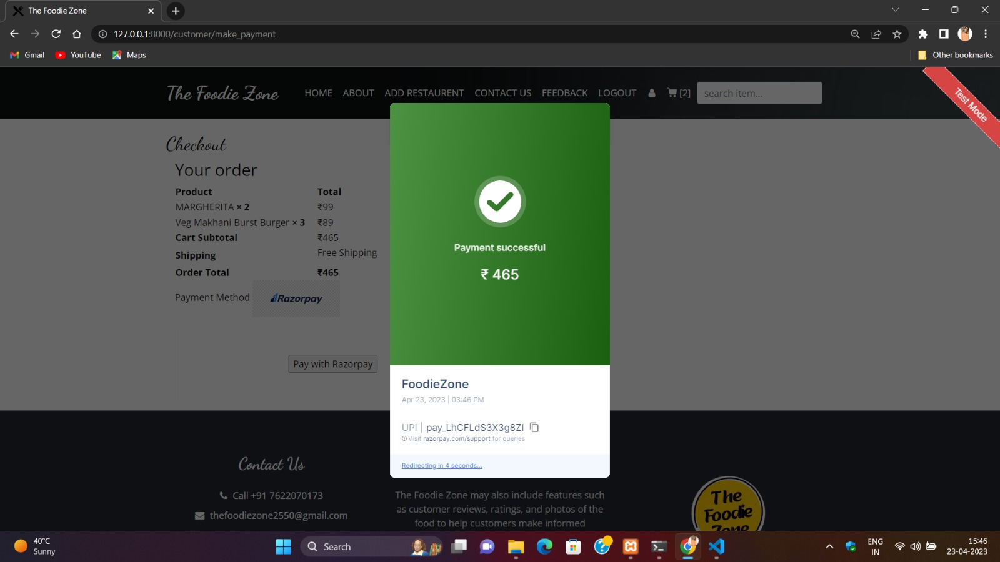 The Foodie Zone
127.0.0.1:8000/customer/make_payment
Gmail
YouTube
Maps
Other bookmarks
The Foodie Zone
HOME
ABOUT
ADD RESTAURENT
CONTACT US
FEEDBACK
LOGOUT
[2]
search item...
Test Mode
Checkout
Your order
Product Total
MARGHERITA × 2 ₹99
Veg Makhani Burst Burger × 3 ₹89
Cart Subtotal ₹465
Shipping Free Shipping
Order Total ₹465
Payment Method Razorpay
Pay with Razorpay
Payment successful
₹ 465
FoodieZone
Apr 23, 2023 | 03:46 PM
UPI | pay_LhCFLdS3X3g8ZI
Visit razorpay.com/support for queries
Redirecting in 4 seconds...
Contact Us
Call +91 7622070173
thefoodiezone2550@gmail.com
The Foodie Zone may also include features such
as customer reviews, ratings, and photos of the
food to help customers make informed
The
Foodie
Zone
40°C
Sunny
Search
ENG
IN
15:46
23-04-2023